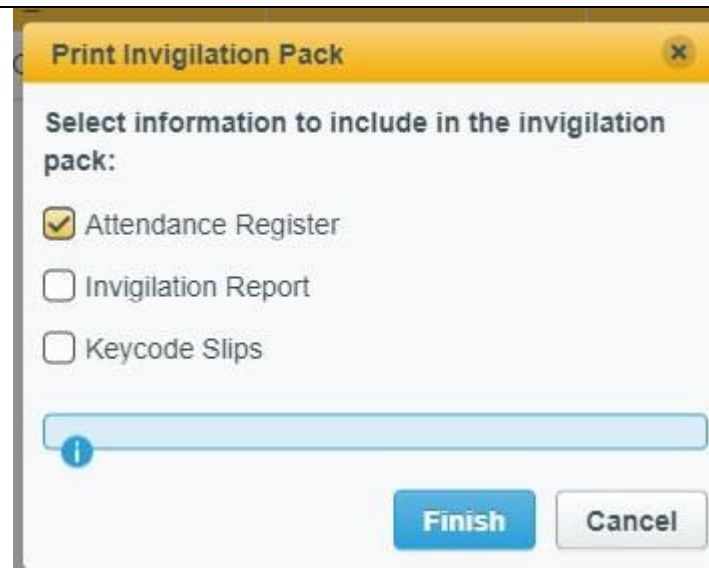 Print Invigilation Pack
Select information to include in the invigilation
pack:
Attendance Register
Invigilation Report
Keycode Slips
Finish Cancel